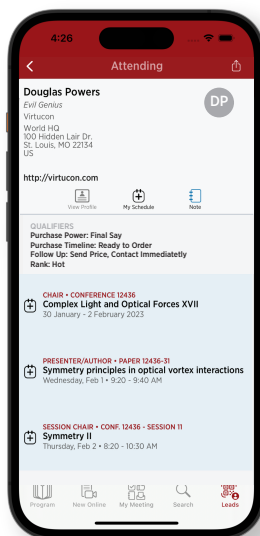 4:26
Attending
Douglas Powers
DP
Evil Genius
Virtucon
World HQ
100 Hidden Lair Dr.
St. Louis, MO 22134
US
http://virtucon.com
View Profile
My Schedule
Note
QUALIFIERS
Purchase Power: Final Say
Purchase Timeline: Ready to Order
Follow Up: Send Price, Contact Immediatetly
Rank: Hot
CHAIR • CONFERENCE 12436
Complex Light and Optical Forces XVII
30 January - 2 February 2023
PRESENTER/AUTHOR • PAPER 12436-31
Symmetry principles in optical vortex interactions
Wednesday, Feb 1 • 9:20 - 9:40 AM
SESSION CHAIR • CONF. 12436 - SESSION 11
Symmetry II
Thursday, Feb 2 • 8:20 - 10:30 AM
Program
New Online
My Meeting
Search
Leads